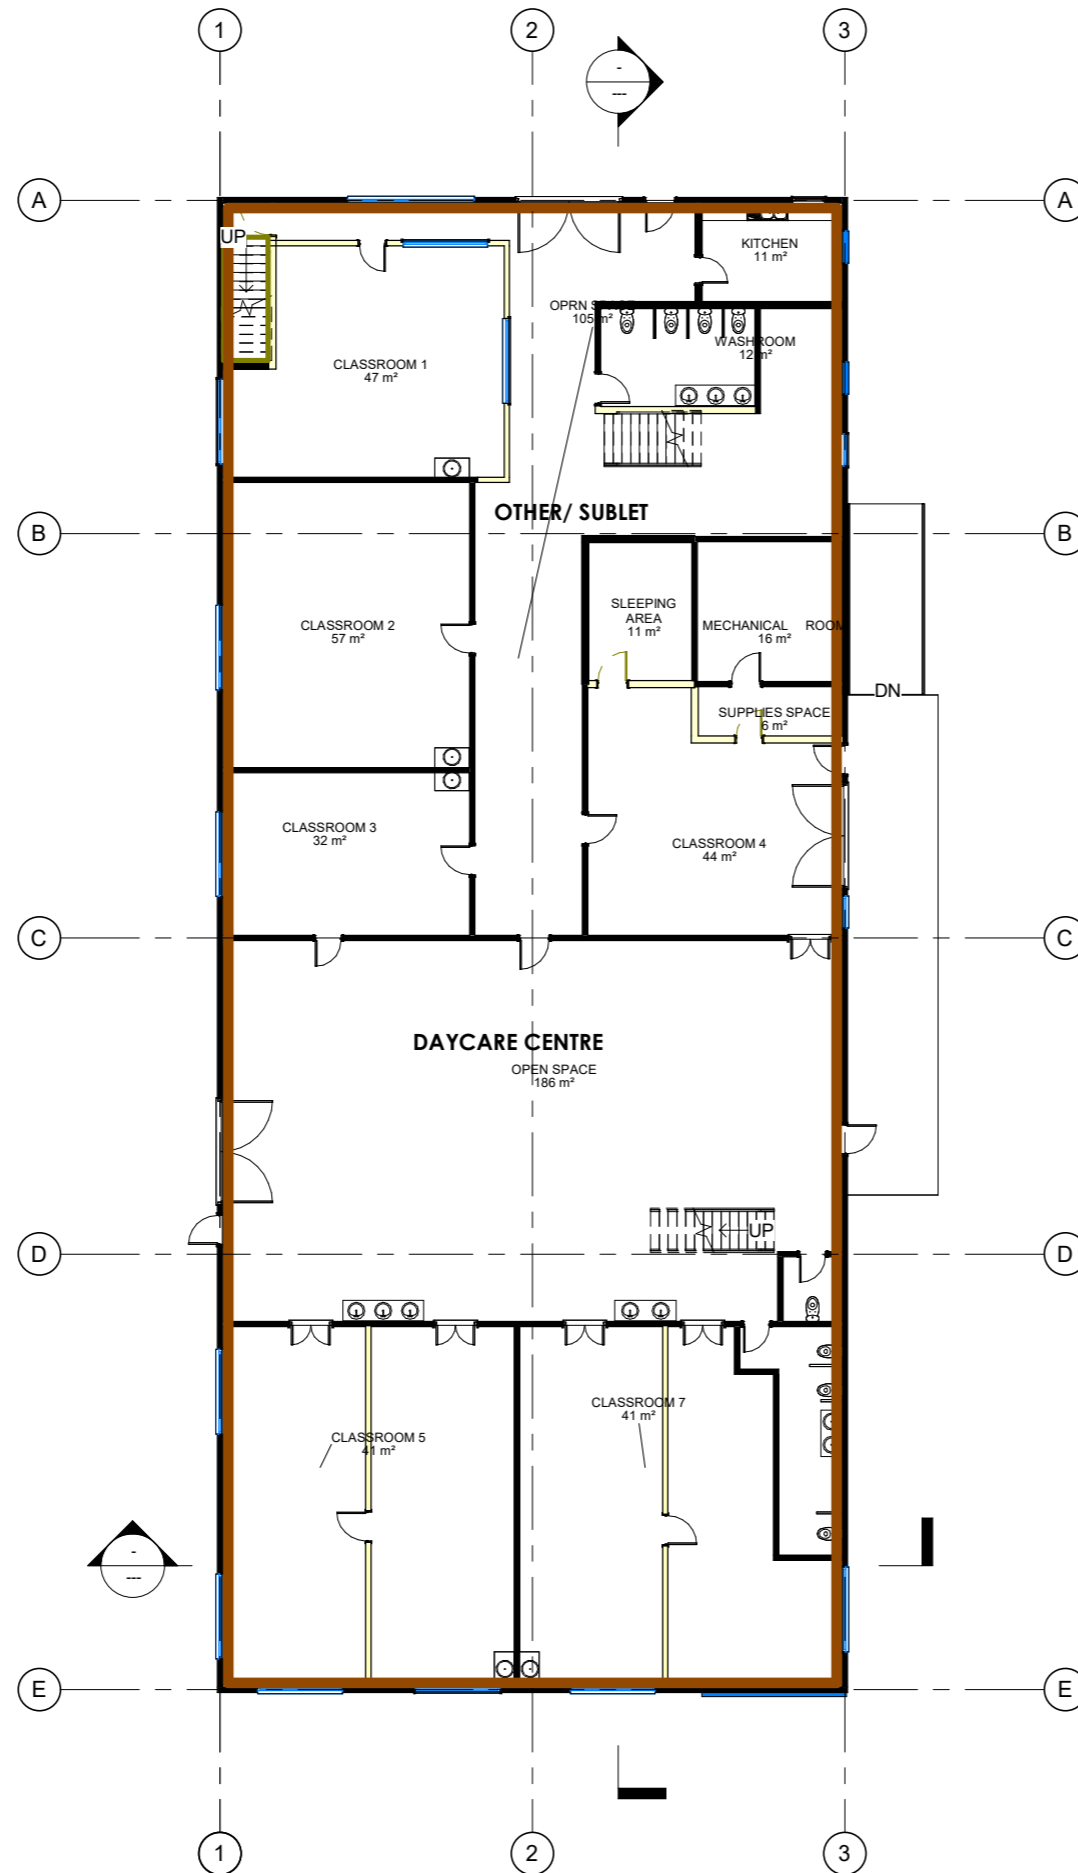 1
2
3
-
---
A
A
UP
KITCHEN
11 m²
OPRN SPACE
105 m²
WASHROOM
12 m²
CLASSROOM 1
47 m²
OTHER/ SUBLET
B
B
SLEEPING
AREA
11 m²
CLASSROOM 2
57 m²
MECHANICAL ROOM
16 m²
DN
SUPPLIES SPACE
6 m²
CLASSROOM 3
32 m²
CLASSROOM 4
44 m²
C
C
DAYCARE CENTRE
OPEN SPACE
186 m²
UP
D
D
CLASSROOM 7
41 m²
CLASSROOM 5
41 m²
-
---
E
E
1
2
3